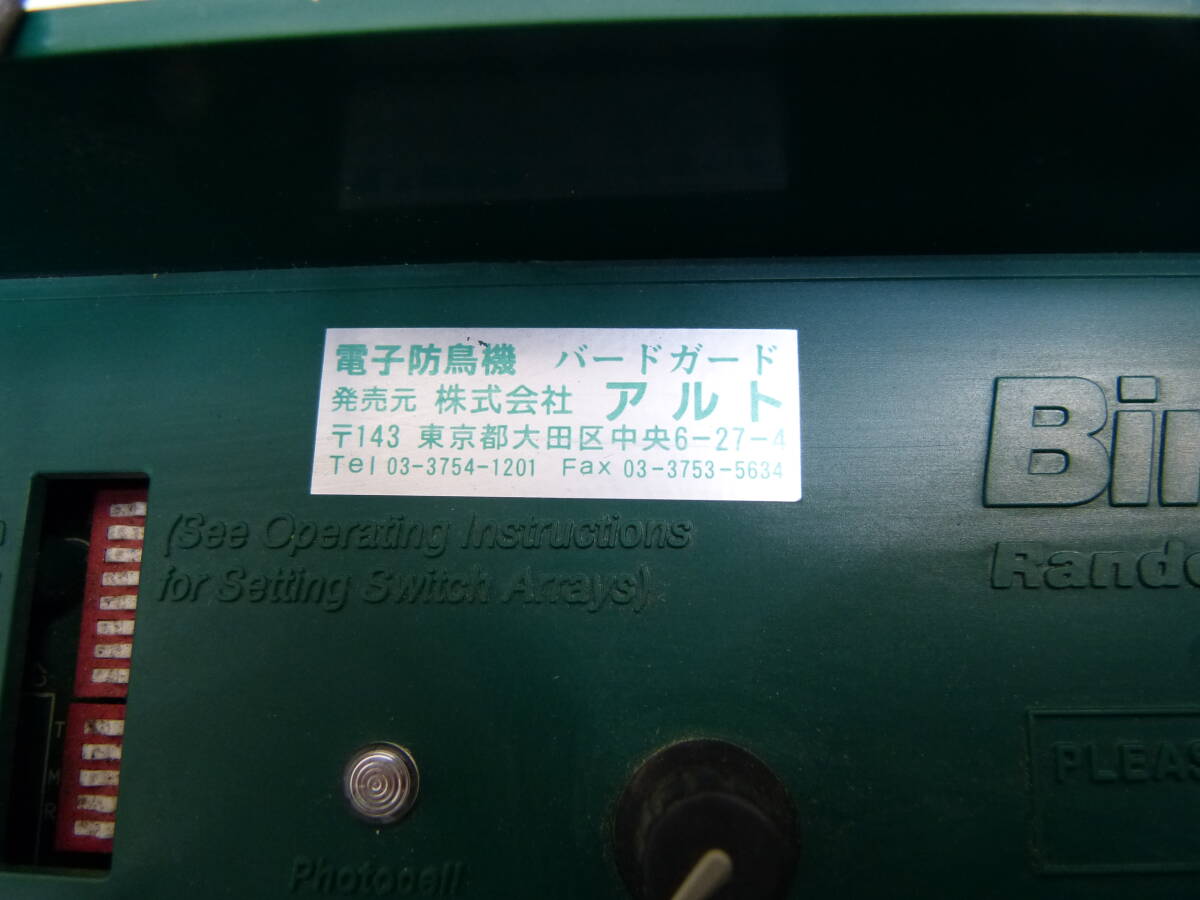 電子防鳥機 バードガード
発売元 株式会社 アルト
〒143 東京都大田区中央6-27-4
Tel 03-3754-1201 Fax 03-3753-5634
(See Operating Instructions
for Setting Switch Arrays)
Photocell
T
M
R